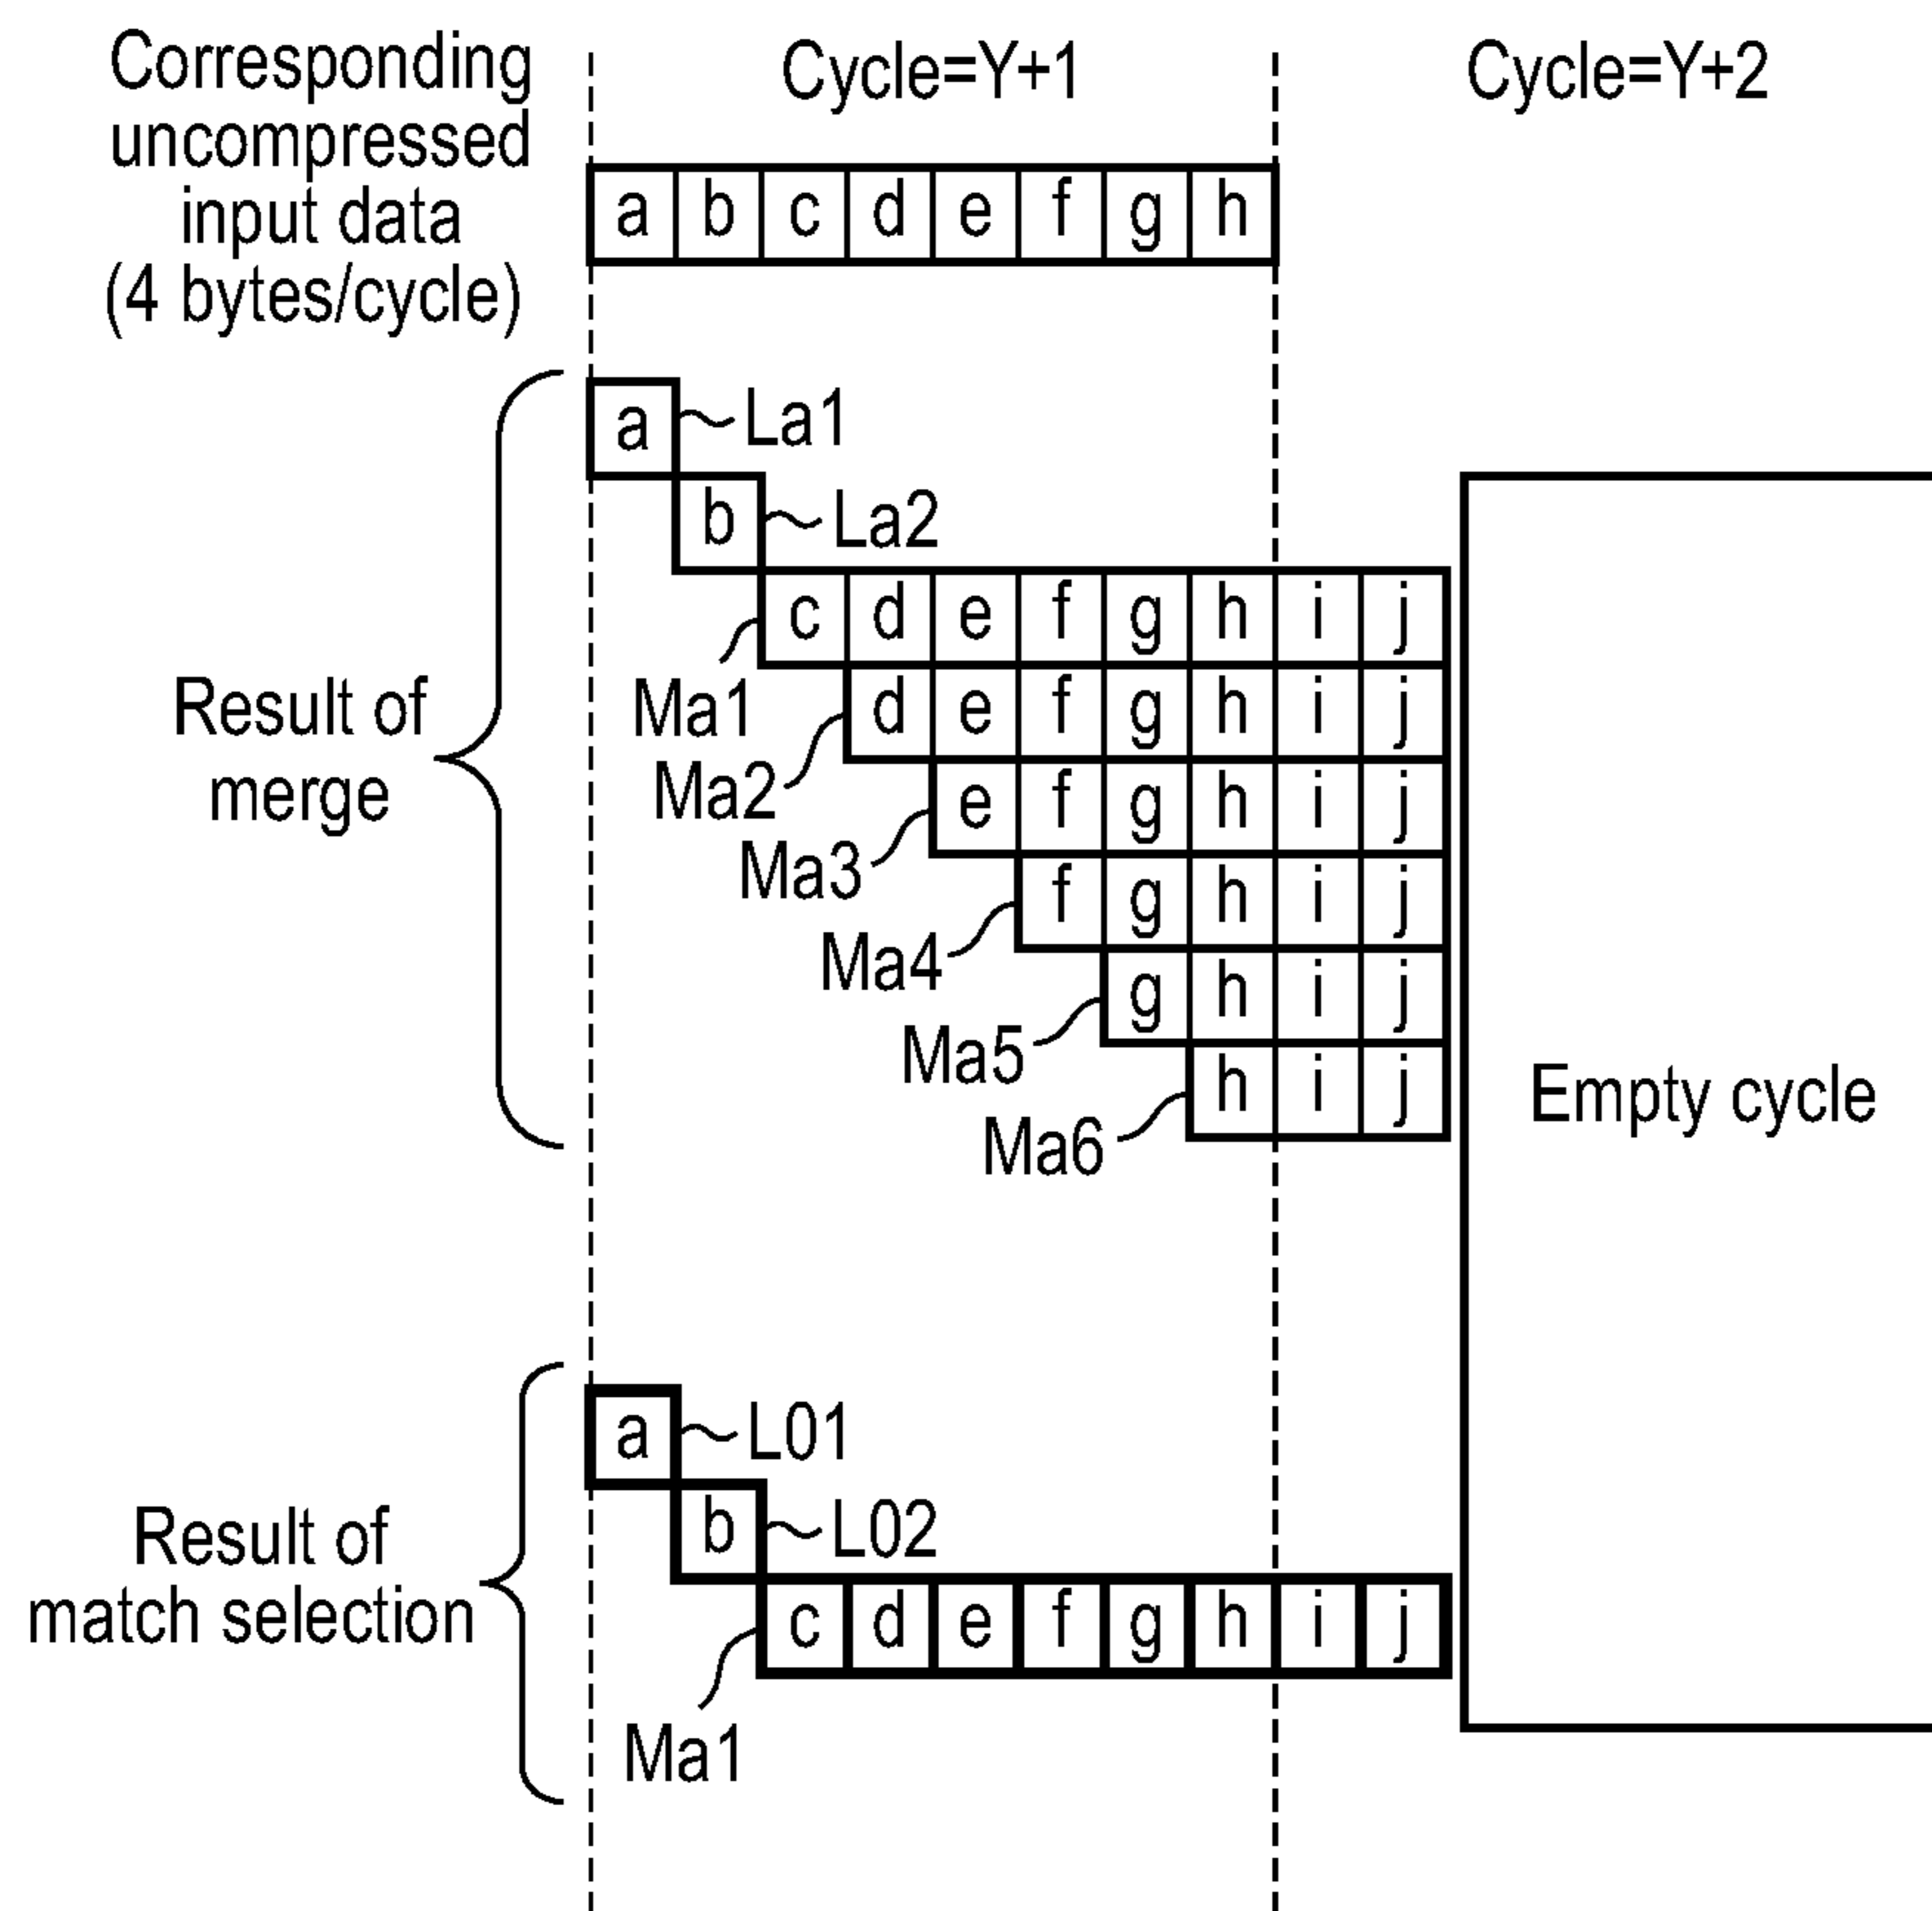 Corresponding
uncompressed
input data
(4 bytes/cycle)
Cycle=Y+1
Cycle=Y+2
a b c d e f g h
a
La1
b
La2
c d e f g h i j
Ma1
d e f g h i j
Ma2
e f g h i j
Ma3
f g h i j
Ma4
g h i j
Ma5
h i j
Ma6
Result of
merge
Empty cycle
a
L01
b
L02
c d e f g h i j
Ma1
Result of
match selection